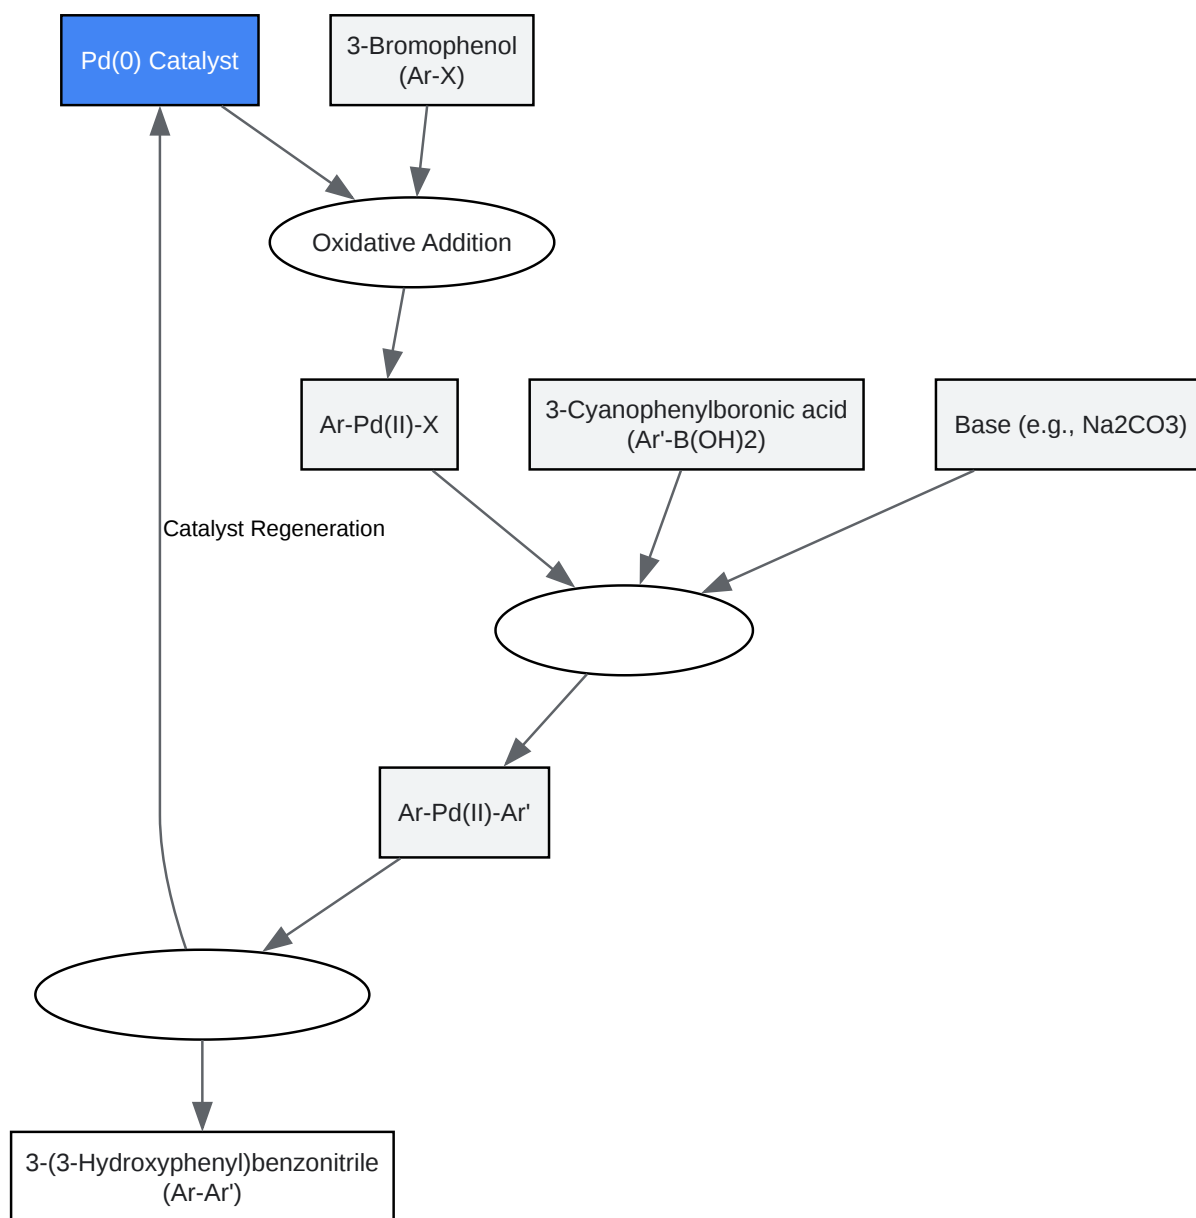 Pd(0) Catalyst
3-Bromophenol
(Ar-X)
Oxidative Addition
Ar-Pd(II)-X
3-Cyanophenylboronic acid
(Ar'-B(OH)2)
Base (e.g., Na2CO3)
Catalyst Regeneration
Ar-Pd(II)-Ar'
3-(3-Hydroxyphenyl)benzonitrile
(Ar-Ar')